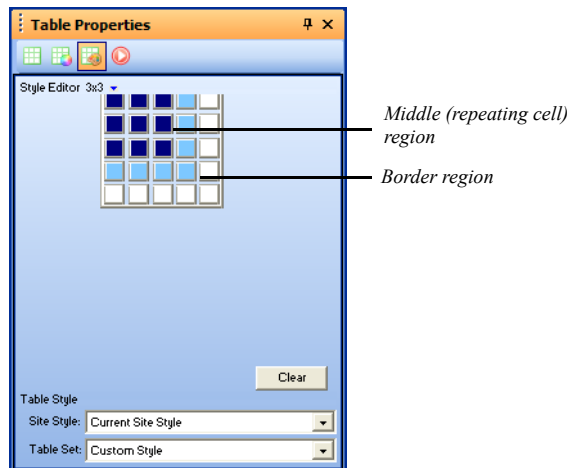 Table Properties
Style Editor 3x3
Middle (repeating cell)
region
Border region
Clear
Table Style
Site Style: Current Site Style
Table Set: Custom Style